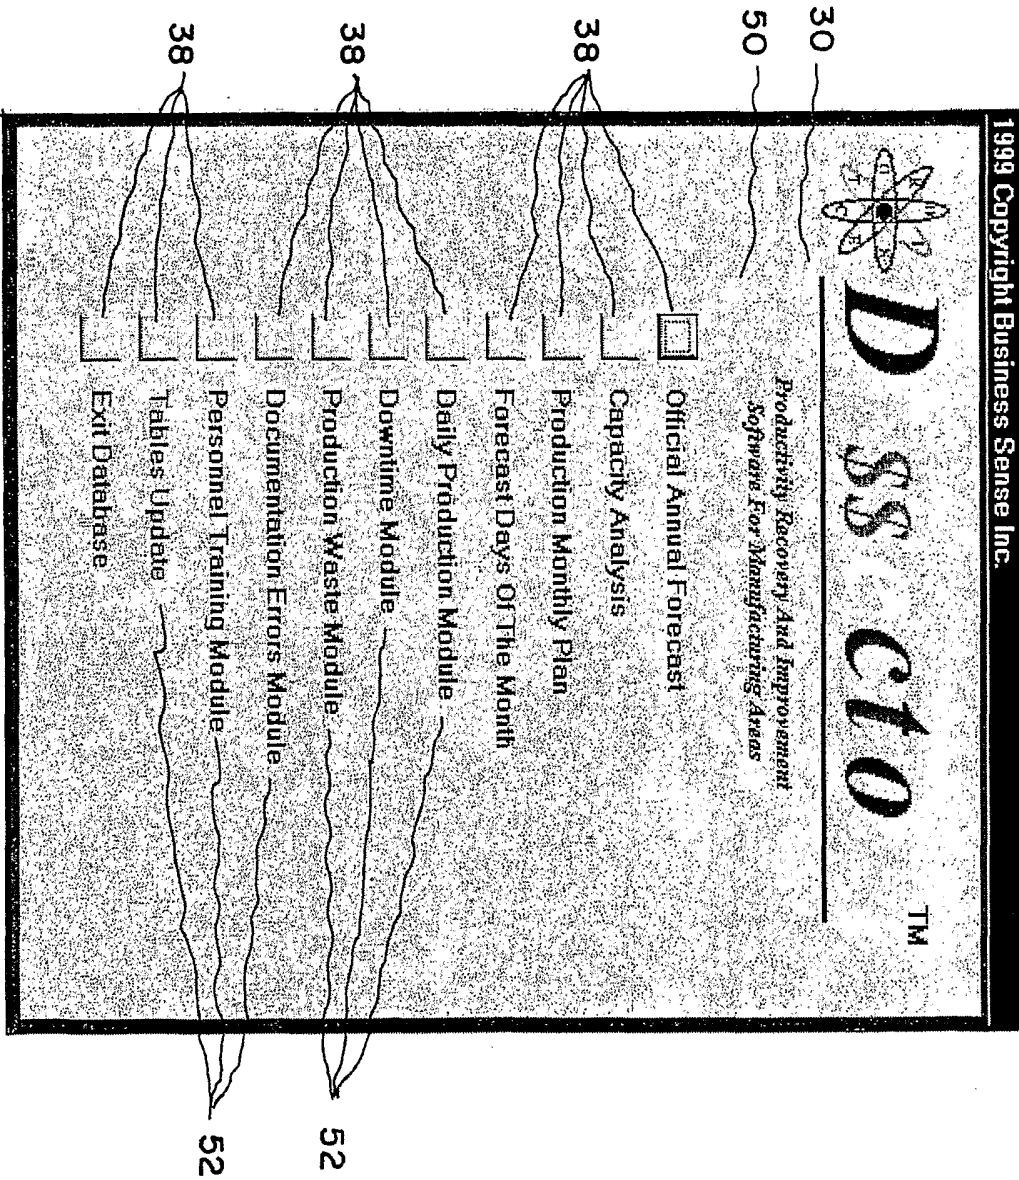 1999 Copyright Business Sense Inc.
D $$ cto
TM
Productivity Recovery And Improvement
Software For Manufacturing Areas
Official Annual Forecast
Capacity Analysis
Production Monthly Plan
Forecast Days Of The Month
Daily Production Module
Downtime Module
Production Waste Module
Documentation Errors Module
Personnel Training Module
Tables Update
Exit Database
30
50
38
38
38
52
52